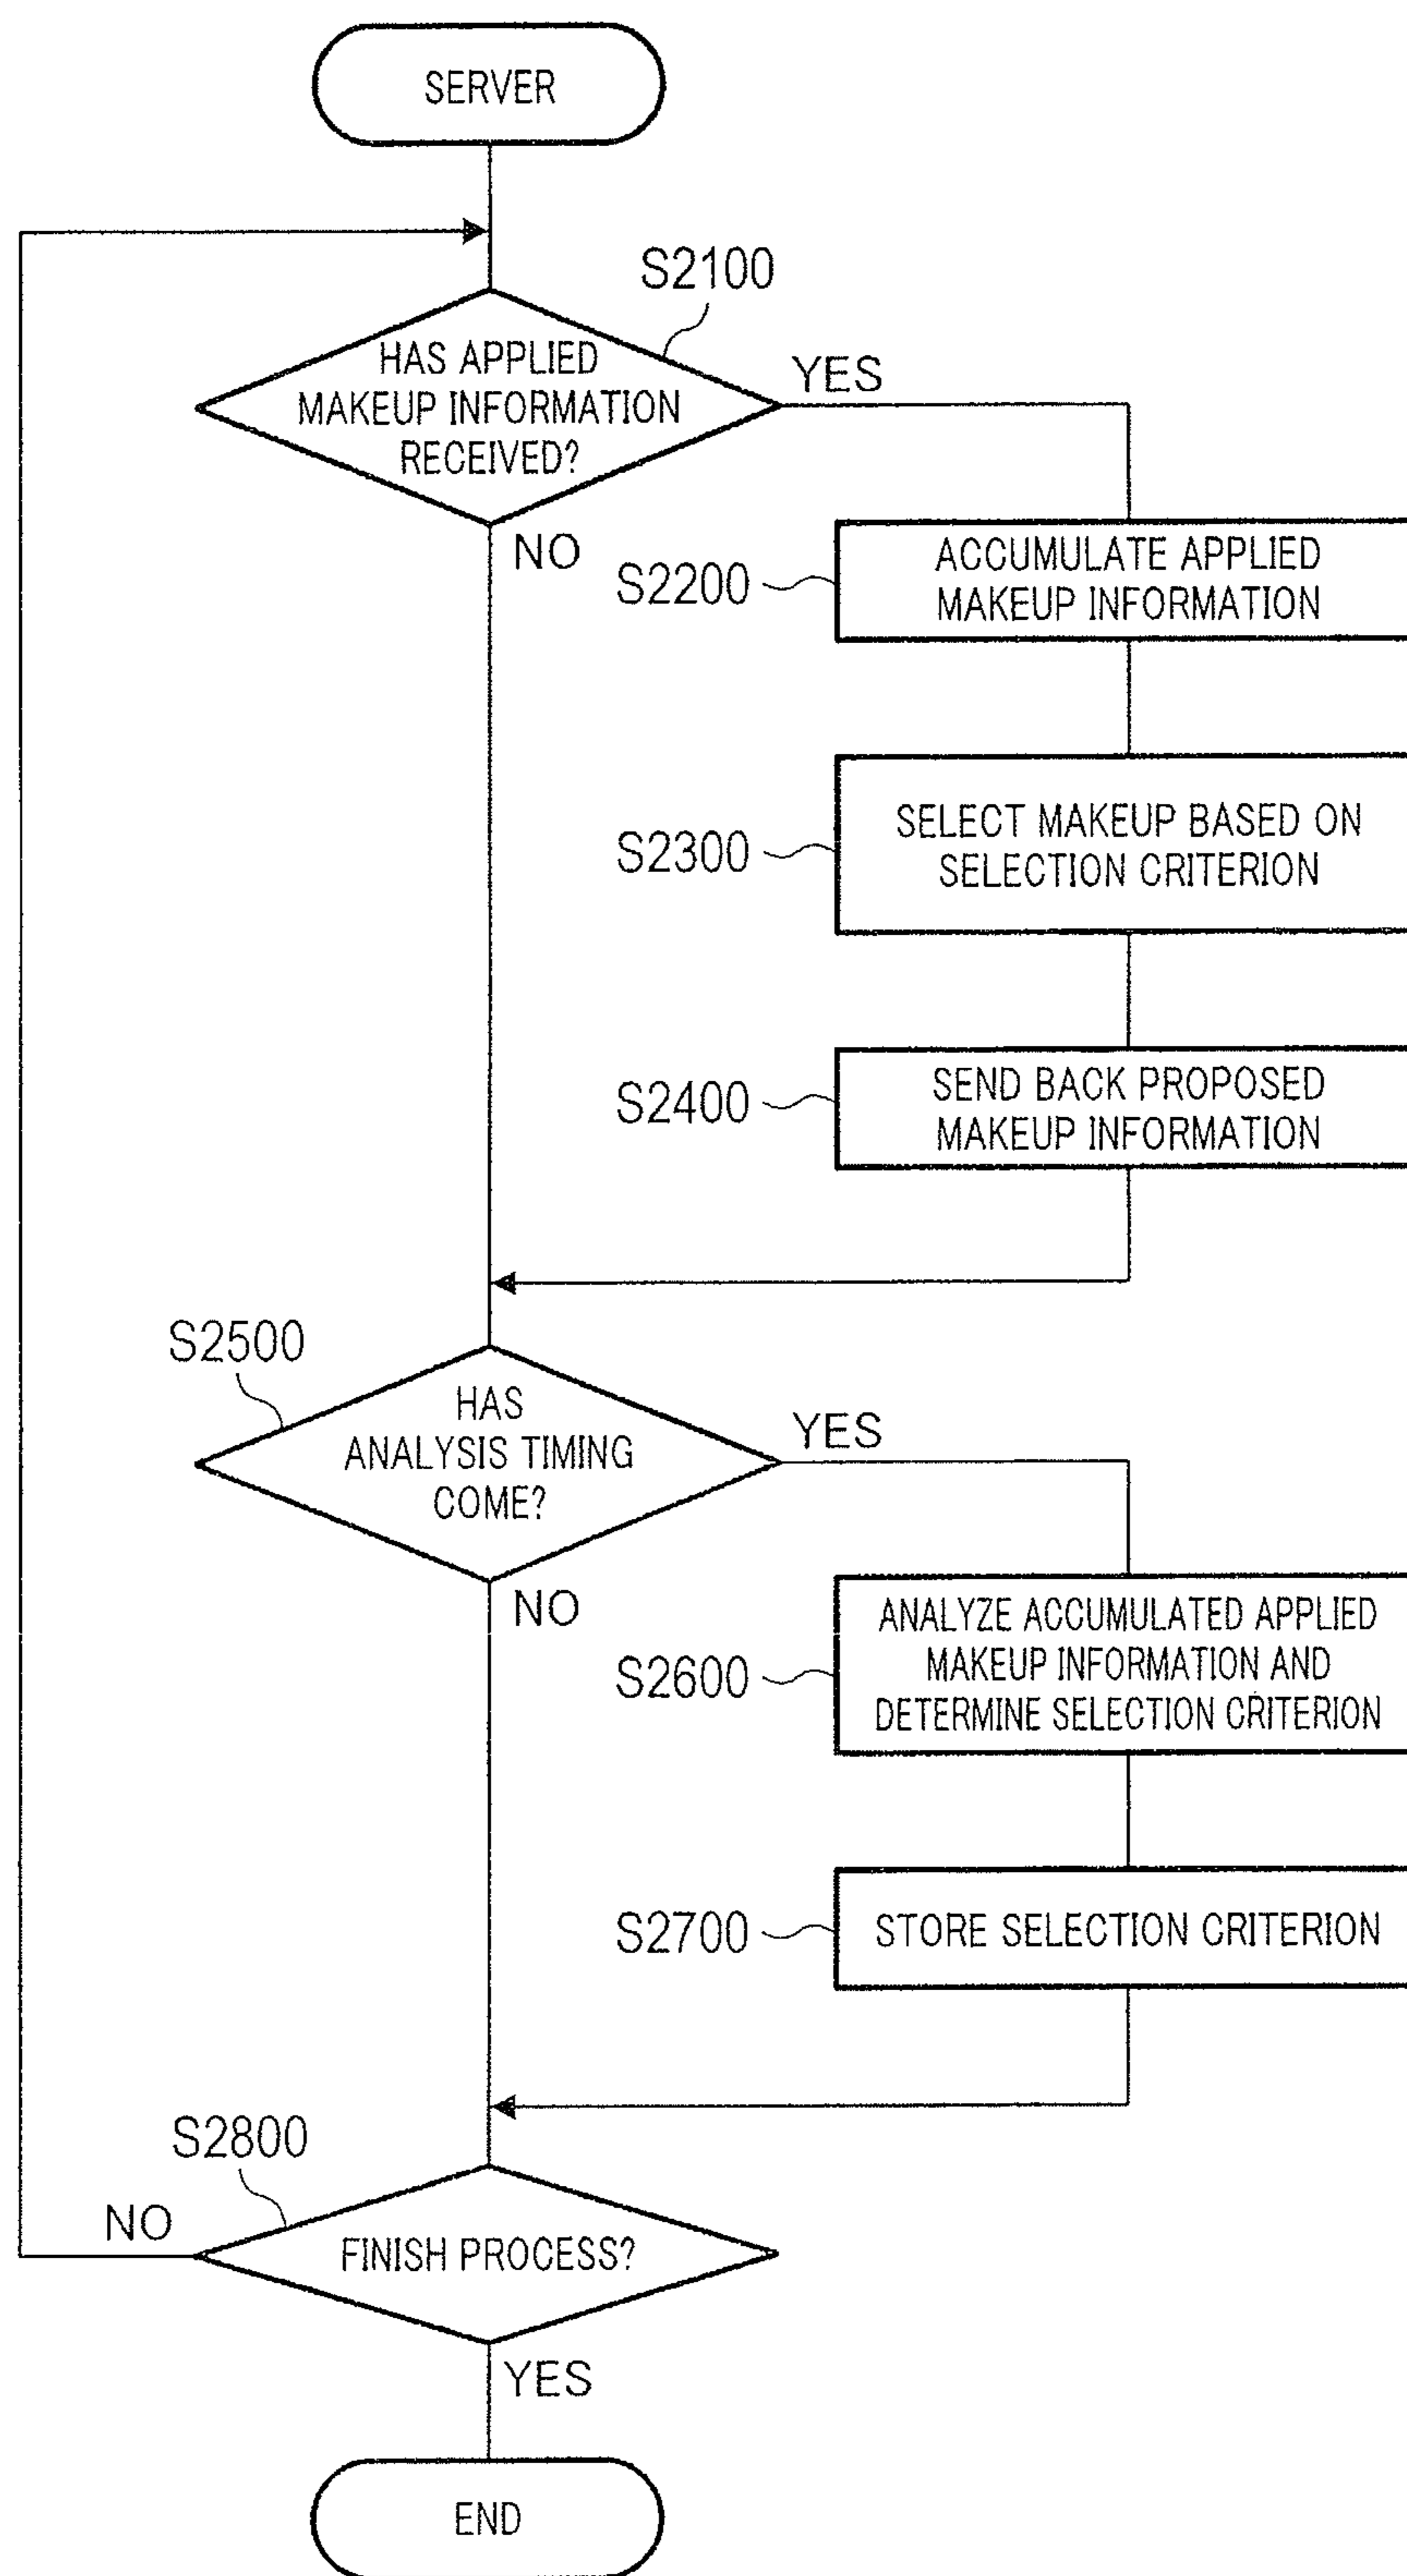 SERVER
S2100
HAS APPLIED
MAKEUP INFORMATION
RECEIVED?
YES
NO
S2200
ACCUMULATE APPLIED
MAKEUP INFORMATION
S2300
SELECT MAKEUP BASED ON
SELECTION CRITERION
S2400
SEND BACK PROPOSED
MAKEUP INFORMATION
S2500
HAS
ANALYSIS TIMING
COME?
YES
NO
S2600
ANALYZE ACCUMULATED APPLIED
MAKEUP INFORMATION AND
DETERMINE SELECTION CRITERION
S2700
STORE SELECTION CRITERION
S2800
NO
FINISH PROCESS?
YES
END